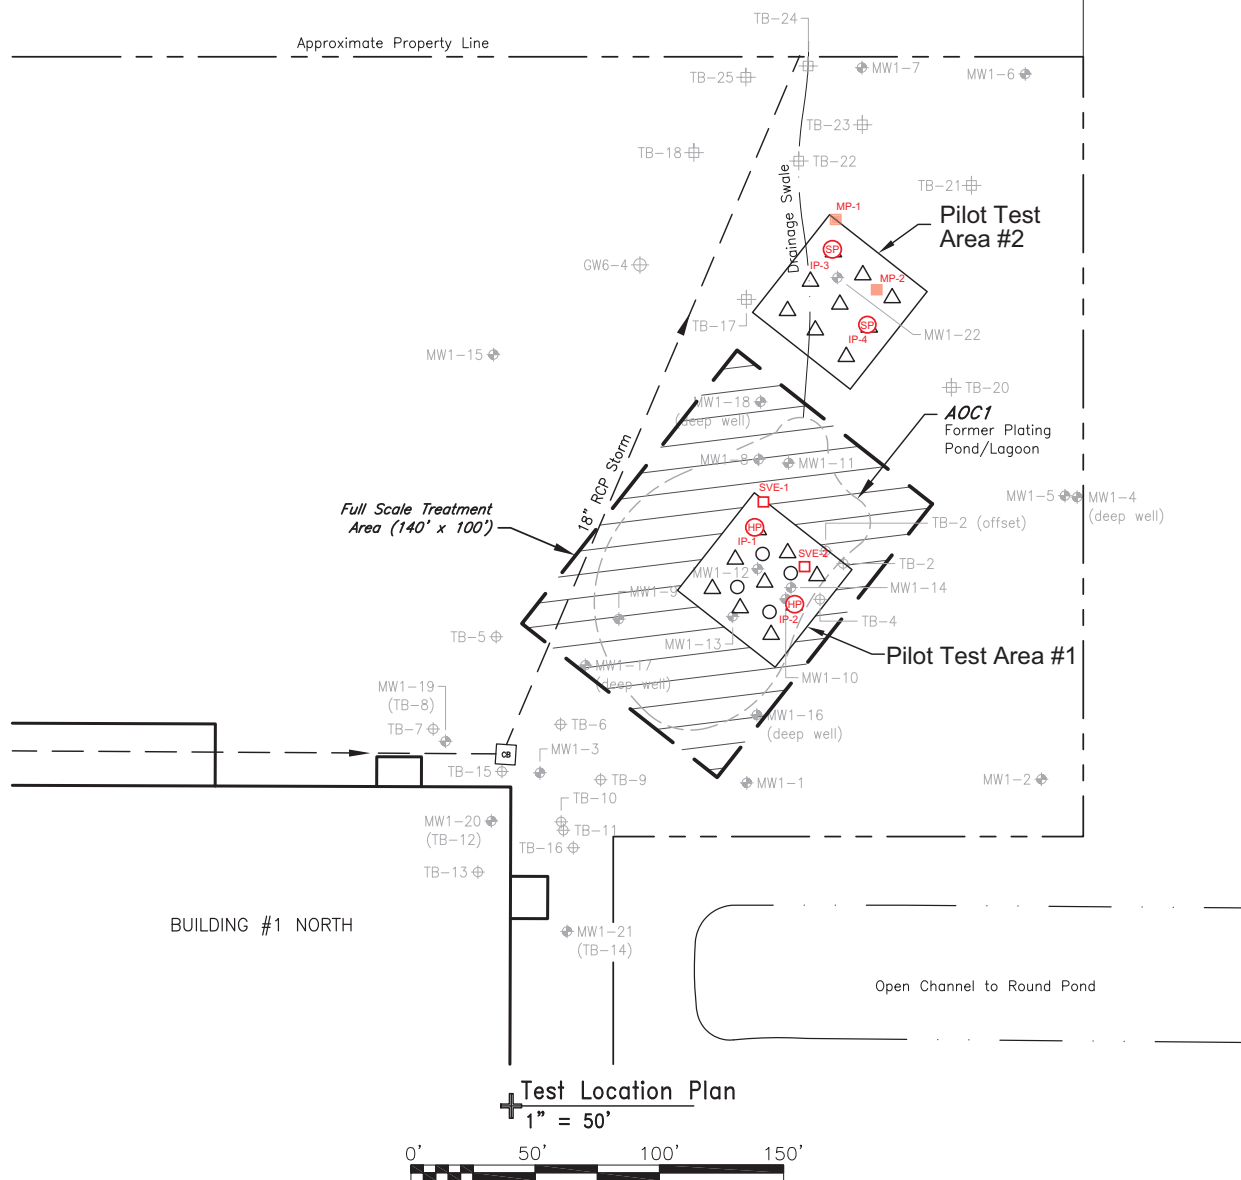 TB-24
Approximate Property Line
TB-25
MW1-7
MW1-6
TB-23
TB-18
TB-22
Drainage Swale
TB-21
MP-1
Pilot Test
Area #2
SP
GW6-4
IP-3
MP-2
TB-17
SP
MW1-22
IP-4
MW1-15
TB-20
MW1-18
(deep well)
AOC1
Former Plating
Pond/Lagoon
18" RCP Storm
MW1-8
MW1-11
SVE-1
MW1-5
MW1-4
(deep well)
Full Scale Treatment
Area (140' x 100')
HP
TB-2 (offset)
IP-1
SVE-2
TB-2
MW1-12
MW1-14
MW1-9
HP
IP-2
TB-4
TB-5
MW1-13
Pilot Test Area #1
MW1-17
(deep well)
MW1-10
MW1-19
(TB-8)
TB-7
TB-6
MW1-16
(deep well)
CB
MW1-3
TB-15
TB-9
MW1-1
MW1-2
TB-10
MW1-20
(TB-12)
TB-11
TB-16
TB-13
BUILDING #1 NORTH
MW1-21
(TB-14)
Open Channel to Round Pond
Test Location Plan
1" = 50'
0'
50'
100'
150'